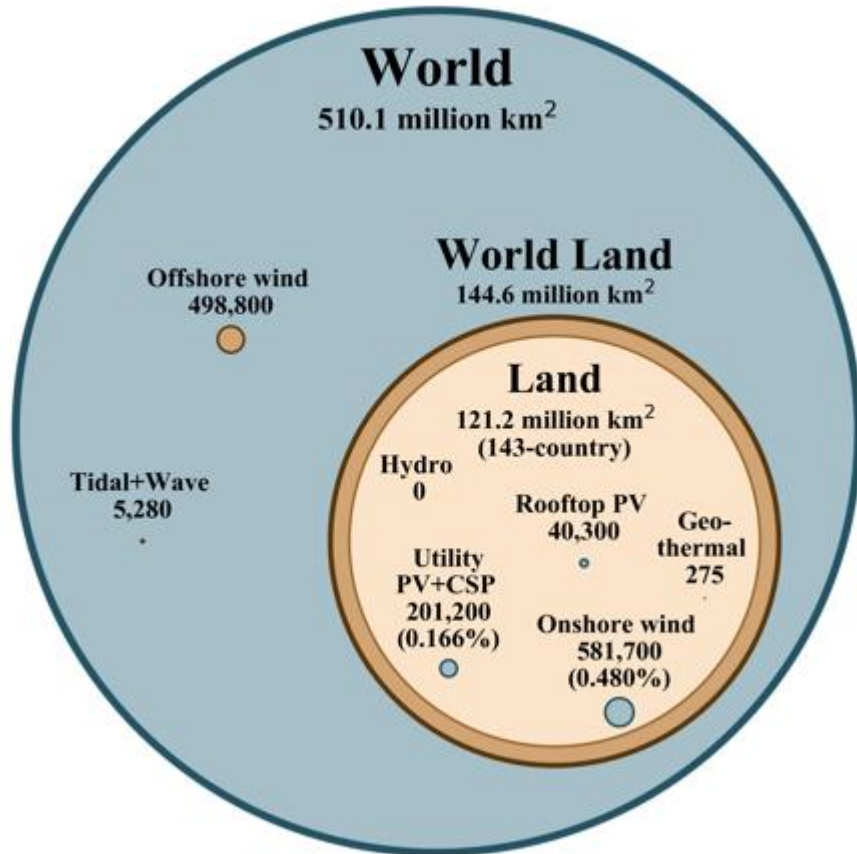 World
510.1 million km²
World Land
144.6 million km²
Offshore wind
498,800
Land
121.2 million km²
(143-country)
Hydro
0
Tidal+Wave
5,280
Rooftop PV
40,300
Geo-
thermal
275
Utility
PV+CSP
201,200
(0.166%)
Onshore wind
581,700
(0.480%)